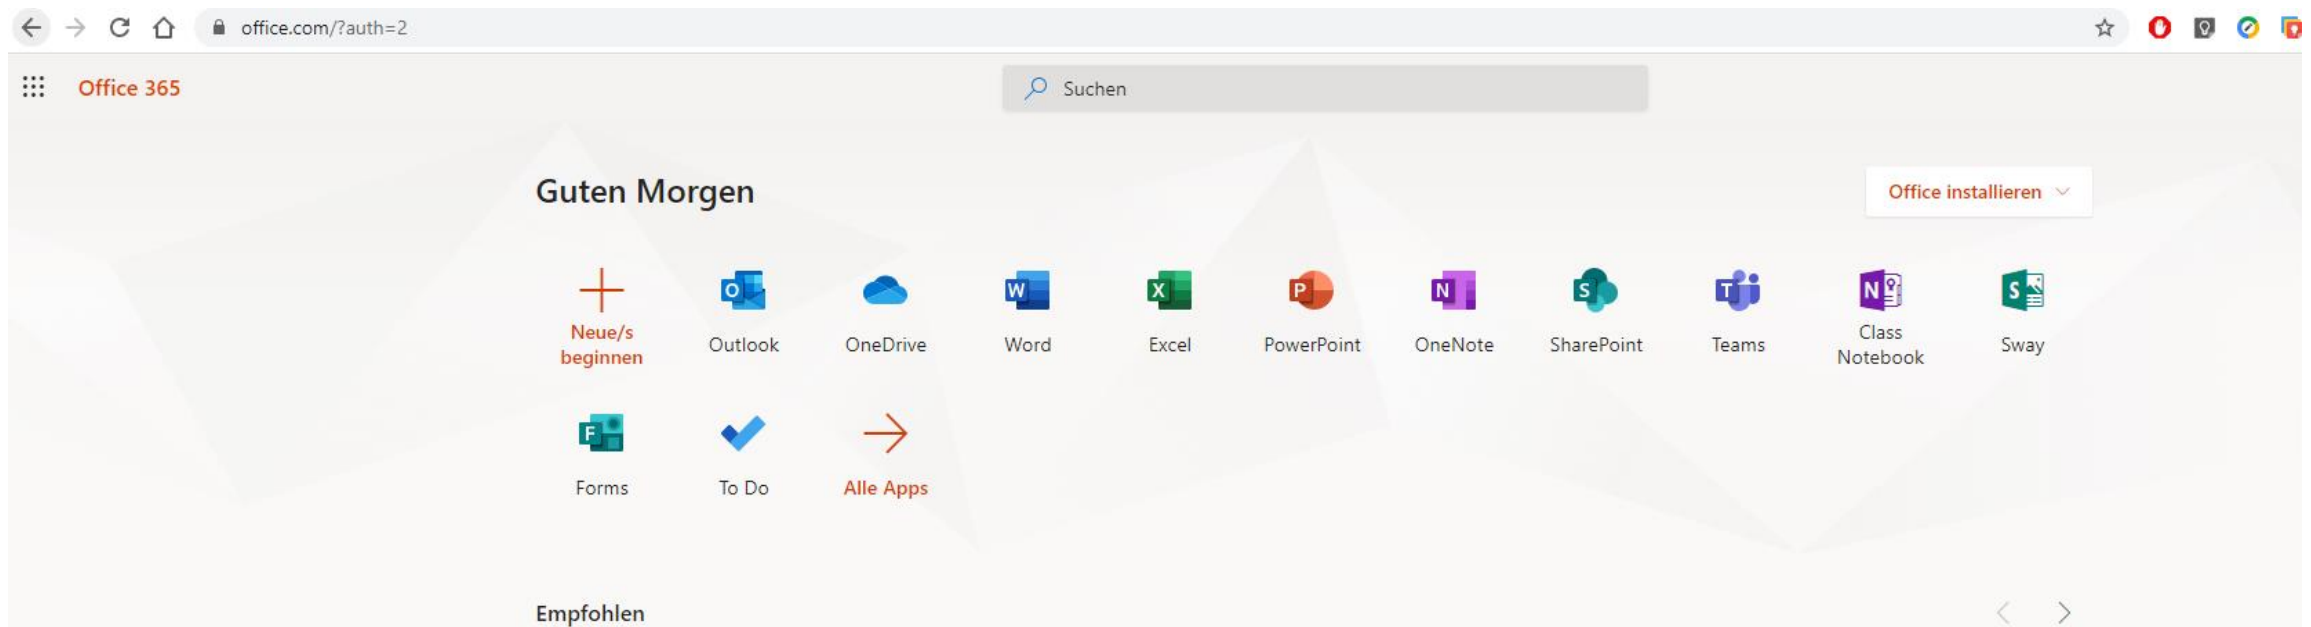 office.com/?auth=2
Office 365
Suchen
Guten Morgen
Office installieren
Neue/s
beginnen
Outlook
OneDrive
Word
Excel
PowerPoint
OneNote
SharePoint
Teams
Class
Notebook
Sway
Forms
To Do
Alle Apps
Empfohlen